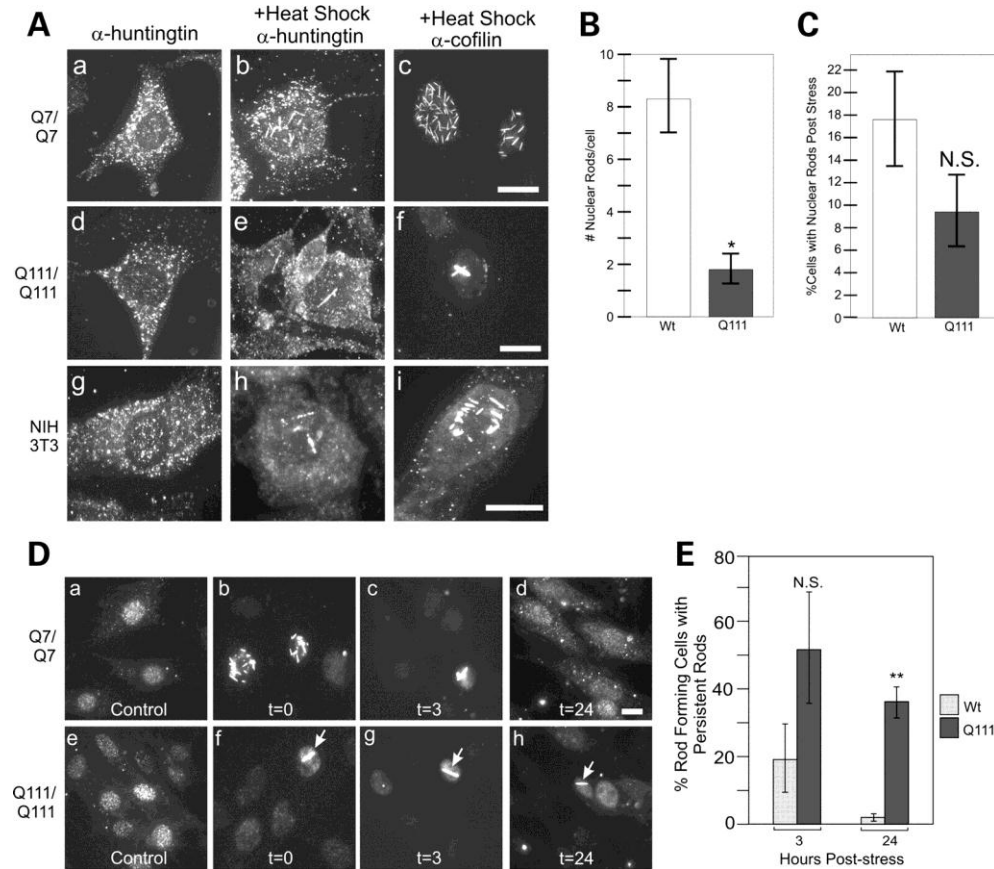 A
α-huntingtin
+Heat Shock
α-huntingtin
+Heat Shock
α-cofilin
Q7/
Q7
a
b
c
Q111/
Q111
d
e
f
NIH
3T3
g
h
i
B
# Nuclear Rods/cell
10
8
6
4
2
0
*
Wt
Q111
C
%Cells with Nuclear Rods Post Stress
22
20
18
16
14
12
10
8
6
4
2
0
N.S.
Wt
Q111
D
Q7/
Q7
a
b
c
d
Control
t=0
t=3
t=24
Q111/
Q111
e
f
g
h
Control
t=0
t=3
t=24
E
% Rod Forming Cells with
Persistent Rods
80
60
40
20
0
N.S.
**
3
24
Hours Post-stress
Wt
Q111